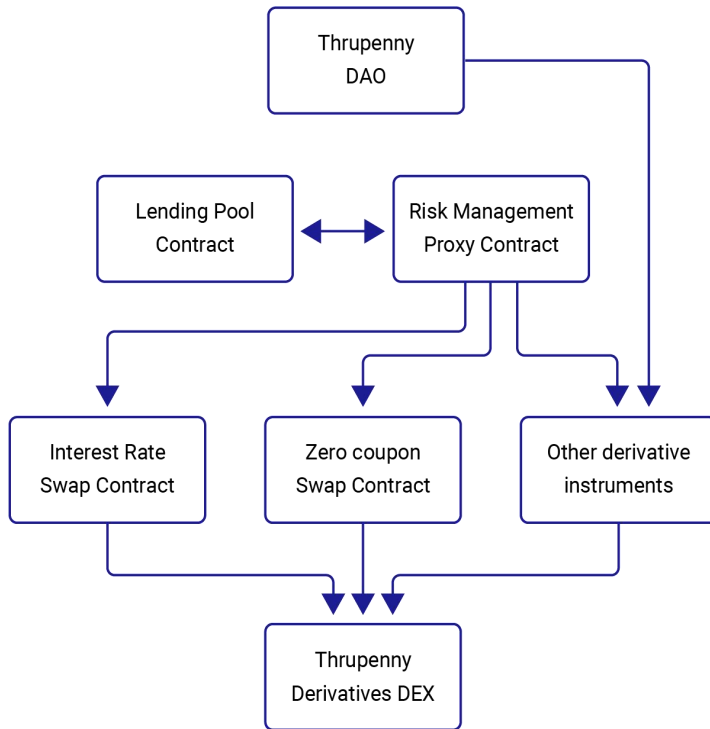 Thrupenny
DAO
Lending Pool
Contract
Risk Management
Proxy Contract
Interest Rate
Swap Contract
Zero coupon
Swap Contract
Other derivative
instruments
Thrupenny
Derivatives DEX